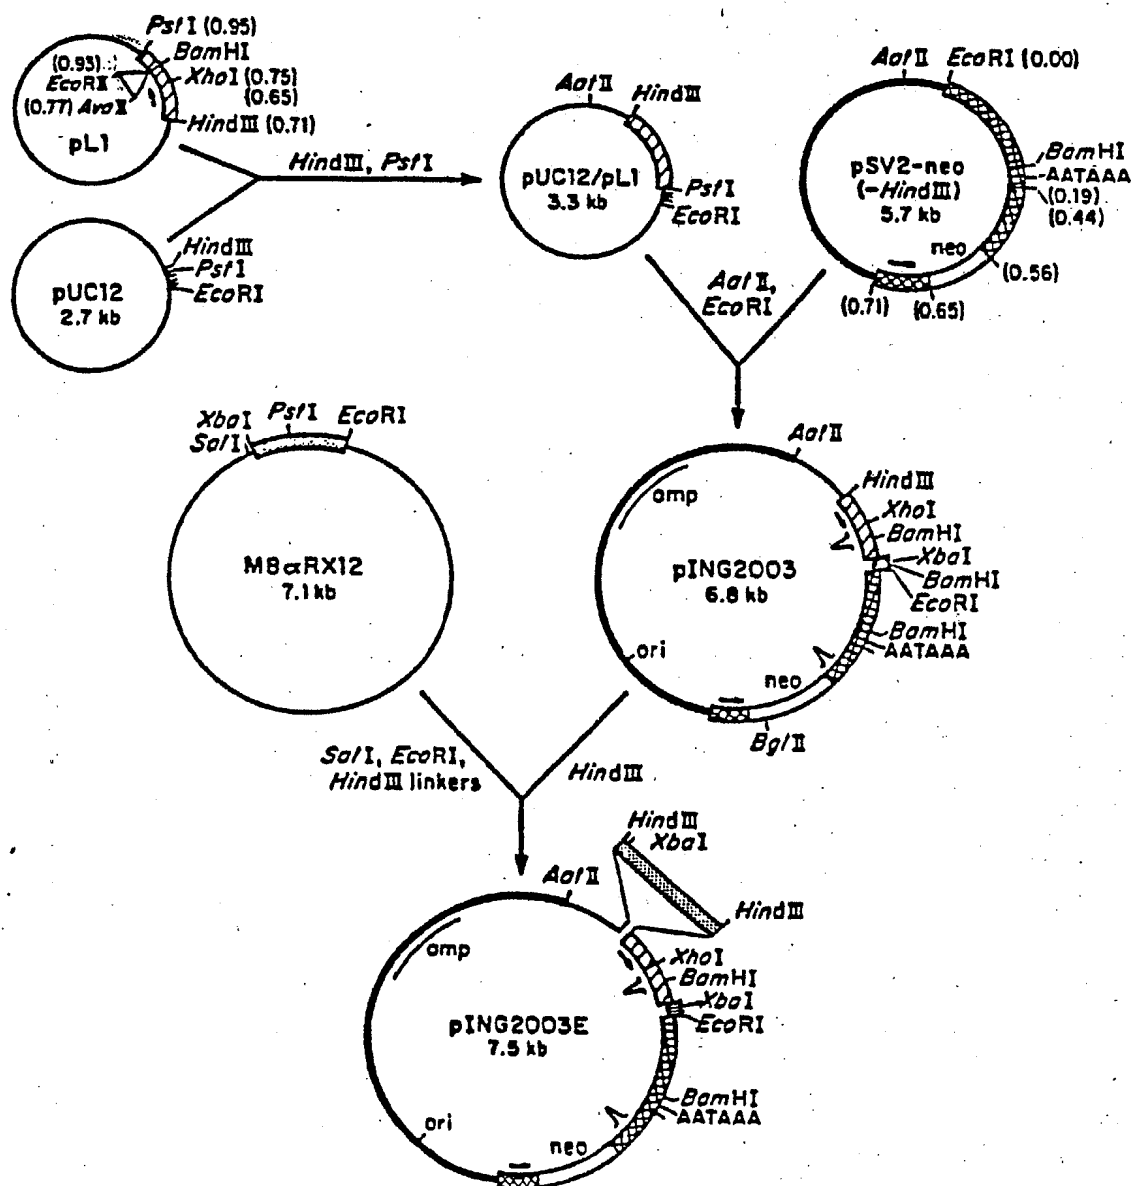 PstI (0.95)
BamHI
XhoI (0.75)
(0.65)
HindIII (0.71)
(0.93)
EcoRII
(0.77) AvaII
pL1
HindIII, PstI
HindIII
PstI
EcoRI
pUC12
2.7 kb
AatII
HindIII
pUC12/pL1
3.3 kb
PstI
EcoRI
AatII
EcoRI (0.00)
pSV2-neo
(-HindIII)
5.7 kb
BamHI
AATAAA
(0.19)
(0.44)
neo
(0.56)
(0.65)
(0.71)
AatII,
EcoRI
XbaI
SalI
PstI
EcoRI
M8αRX12
7.1 kb
AatII
HindIII
XhoI
BamHI
XbaI
BamHI
EcoRI
BamHI
AATAAA
amp
pING2003
6.8 kb
ori
neo
BglII
SalI, EcoRI,
HindIII linkers
HindIII
HindIII
XbaI
HindIII
AatII
amp
XhoI
BamHI
XbaI
EcoRI
pING2003E
7.5 kb
BamHI
AATAAA
ori
neo